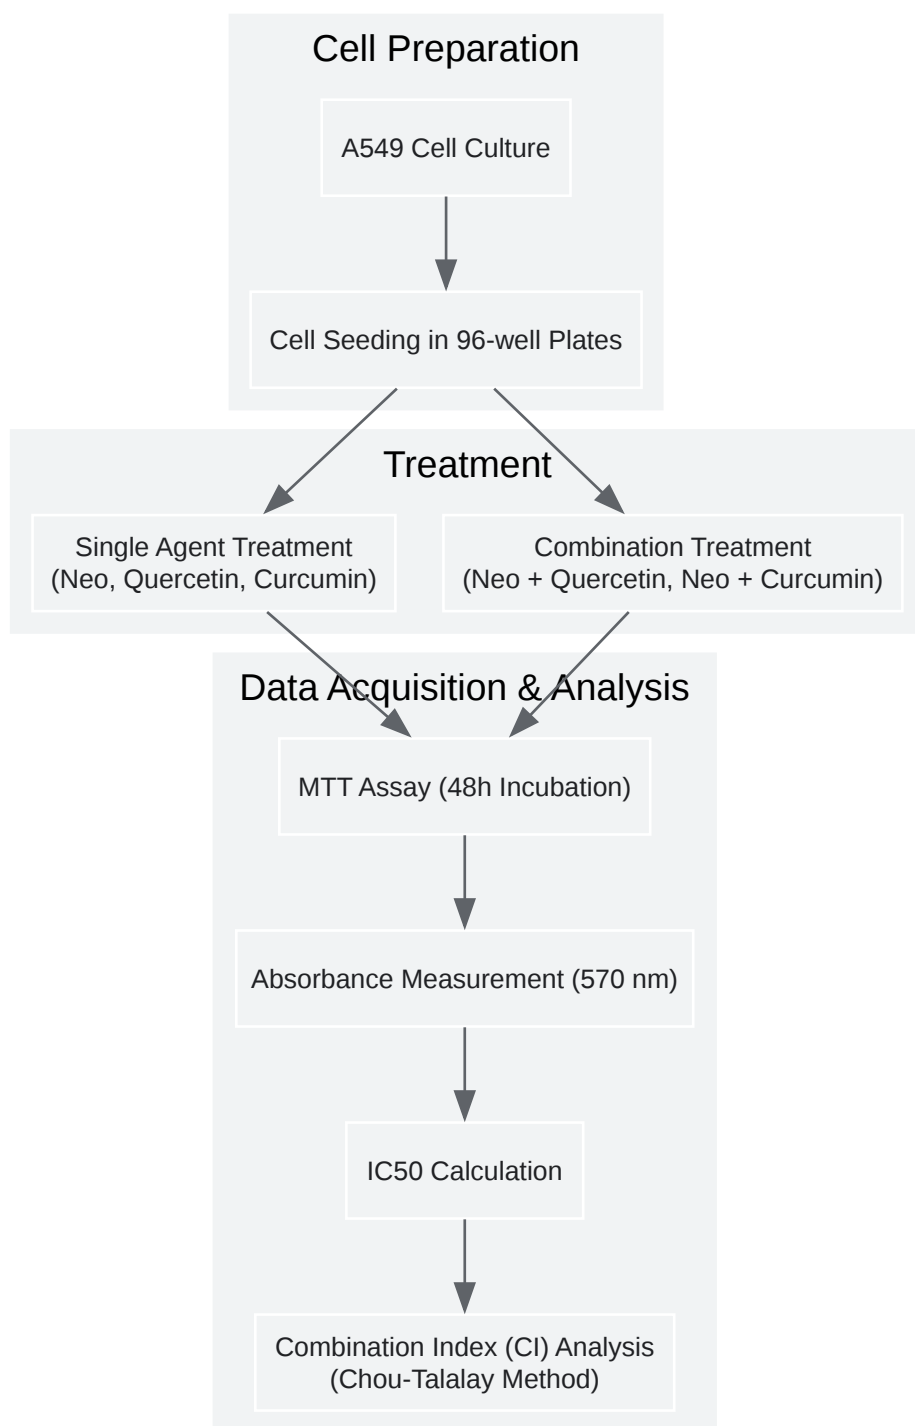 Cell Preparation
A549 Cell Culture
Cell Seeding in 96-well Plates
Treatment
Single Agent Treatment
(Neo, Quercetin, Curcumin)
Combination Treatment
(Neo + Quercetin, Neo + Curcumin)
Data Acquisition & Analysis
MTT Assay (48h Incubation)
Absorbance Measurement (570 nm)
IC50 Calculation
Combination Index (CI) Analysis
(Chou-Talalay Method)